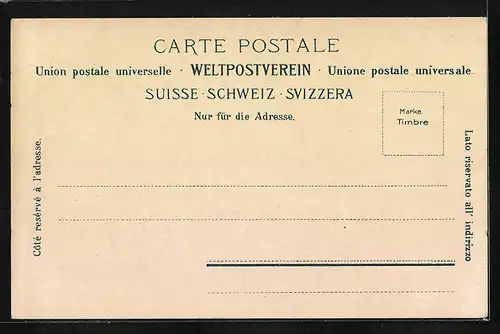 CARTE POSTALE
Union postale universelle · WELTPOSTVEREIN · Unione postale universale
SUISSE · SCHWEIZ · SVIZZERA
Nur für die Adresse.
Marke.
Timbre
Côté resérvé à l'adresse.
Lato riservato all' indirizzo